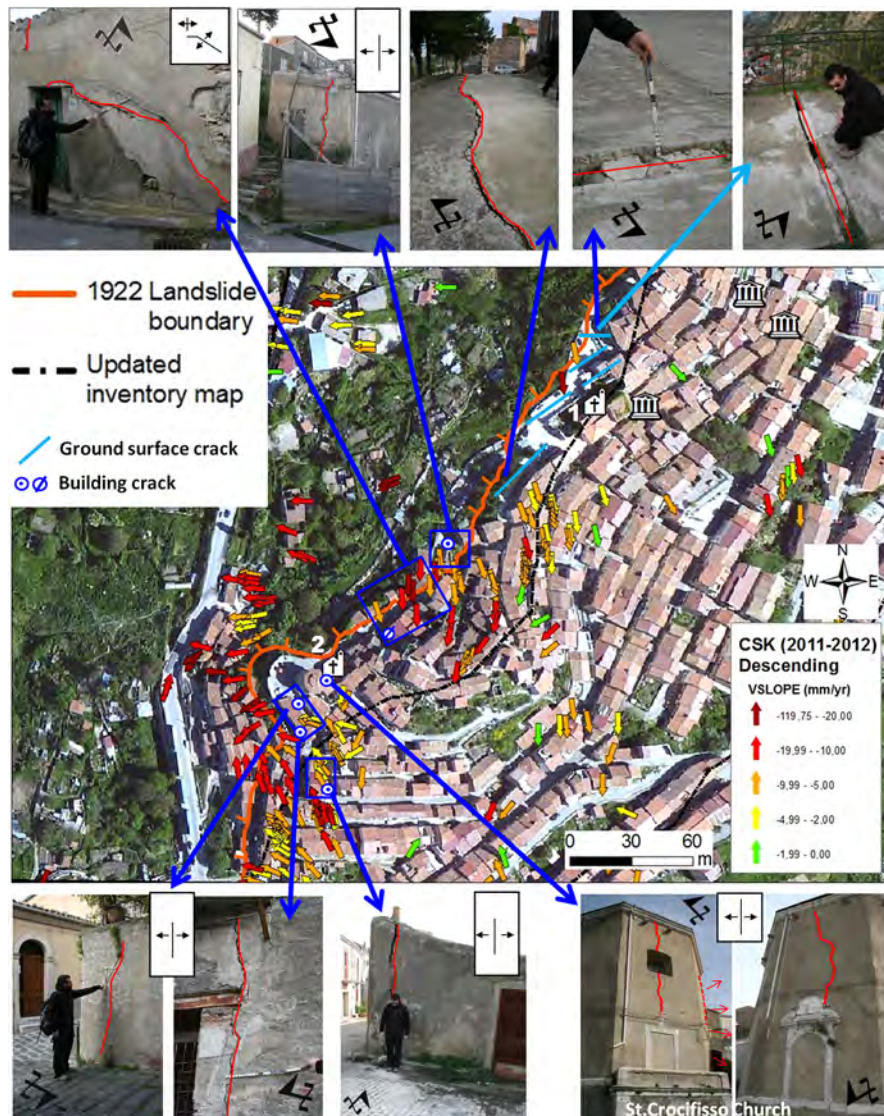 1922 Landslide
boundary
Updated
inventory map
Ground surface crack
Building crack
1
2
N
W E
S
CSK (2011-2012)
Descending
VSLOPE (mm/yr)
-119,75 - -20,00
-19,99 - -10,00
-9,99 - -5,00
-4,99 - -2,00
-1,99 - 0,00
0 30 60
m
St.Crocifisso Church